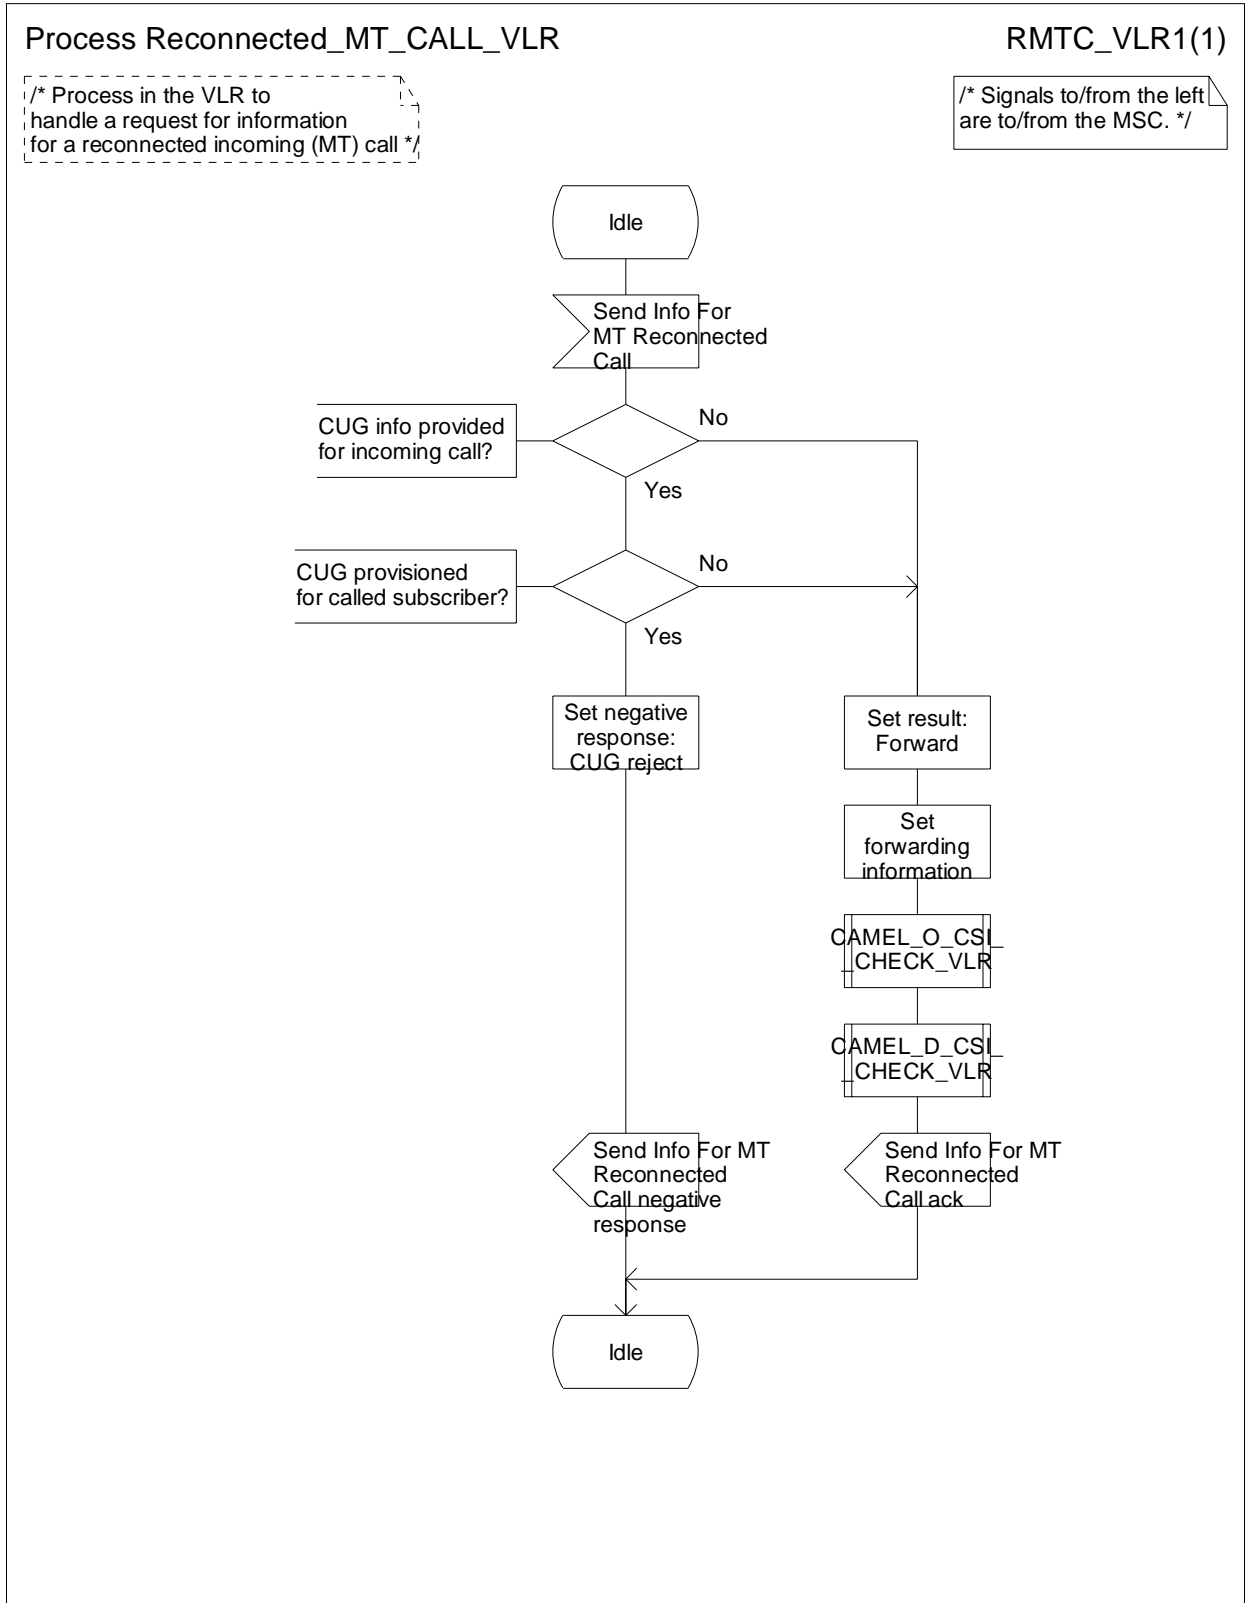 Process Reconnected_MT_CALL_VLR
RMTC_VLR1(1)
/* Process in the VLR to
handle a request for information
for a reconnected incoming (MT) call */
/* Signals to/from the left
are to/from the MSC. */
Idle
Send Info For
MT Reconnected
Call
CUG info provided
for incoming call?
No
Yes
CUG provisioned
for called subscriber?
No
Yes
Set negative
response:
CUG reject
Set result:
Forward
Set
forwarding
information
CAMEL_O_CSI_
_CHECK_VLR
CAMEL_D_CSI_
_CHECK_VLR
Send Info For MT
Reconnected
Call negative
response
Send Info For MT
Reconnected
Call ack
Idle